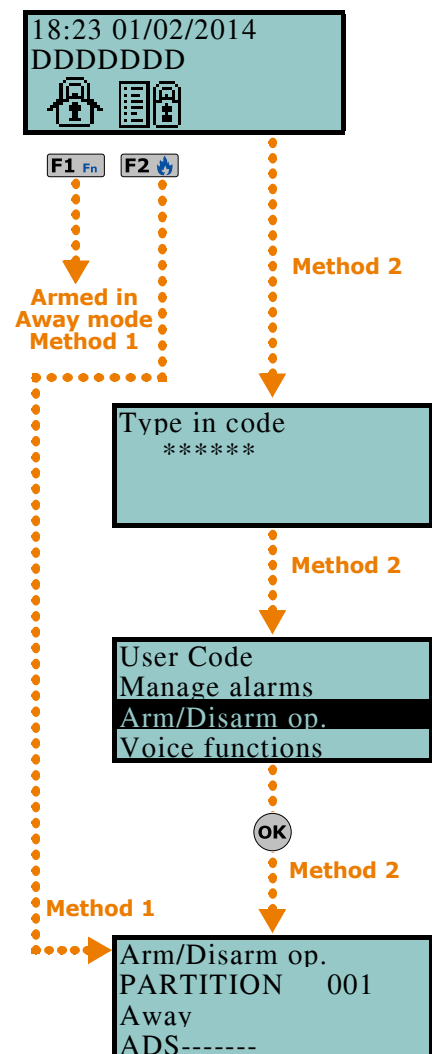 18:23 01/02/2014
DDDDDDD
F1 Fn F2
Method 2
Armed in
Away mode
Method 1
Type in code
******
Method 2
User Code
Manage alarms
Arm/Disarm op.
Voice functions
OK
Method 2
Method 1
Arm/Disarm op.
PARTITION 001
Away
ADS-------